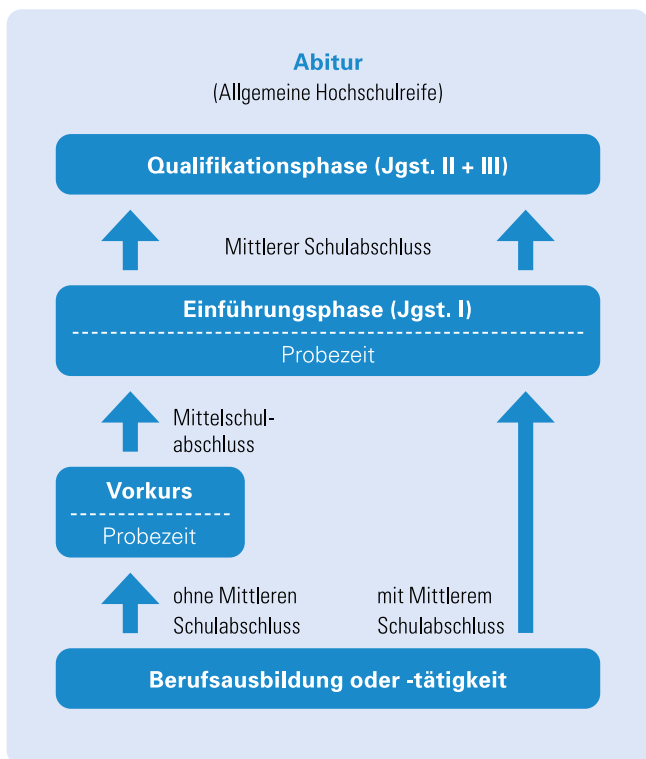 Abitur
(Allgemeine Hochschulreife)
Qualifikationsphase (Jgst. II + III)
Mittlerer Schulabschluss
Einführungsphase (Jgst. I)
Probezeit
Mittelschul-
abschluss
Vorkurs
Probezeit
ohne Mittleren
Schulabschluss
mit Mittlerem
Schulabschluss
Berufsausbildung oder -tätigkeit